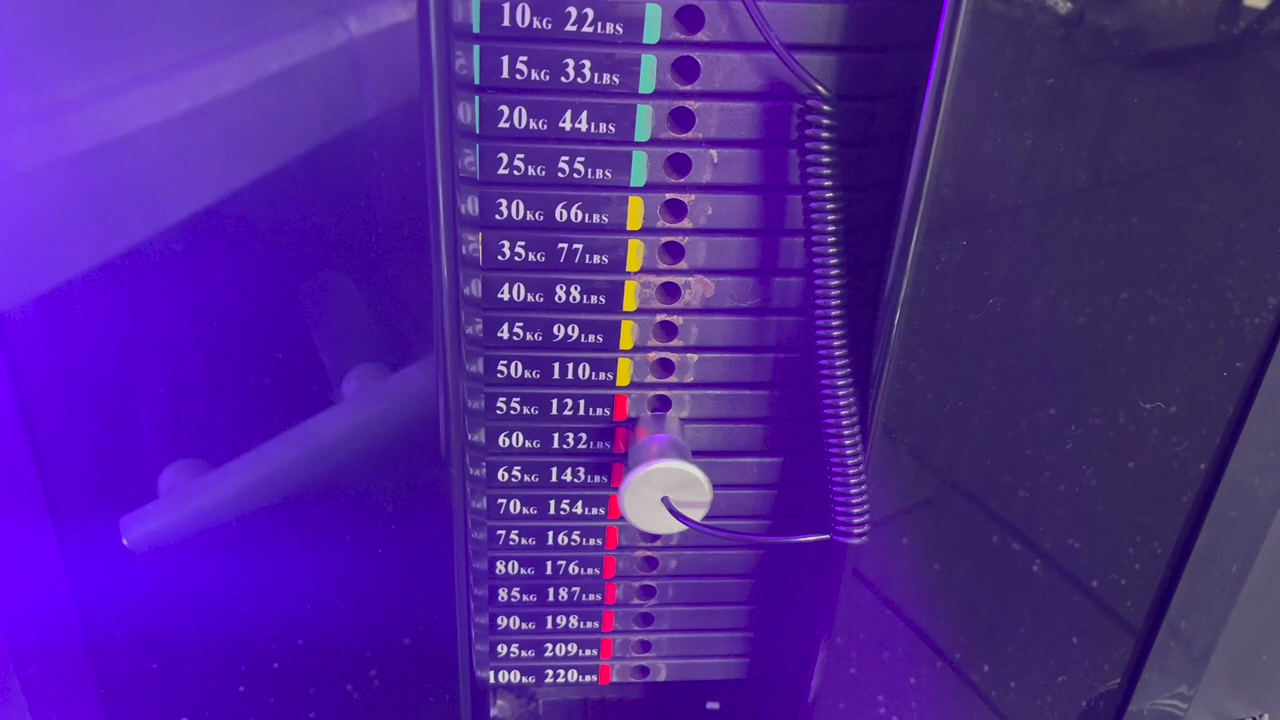 10KG 22LBS
15KG 33LBS
20KG 44LBS
25KG 55LBS
30KG 66LBS
35KG 77LBS
40KG 88LBS
45KG 99LBS
50KG 110LBS
55KG 121LBS
60KG 132LBS
65KG 143LBS
70KG 154LBS
75KG 165LBS
80KG 176LBS
85KG 187LBS
90KG 198LBS
95KG 209LBS
100KG 220LBS